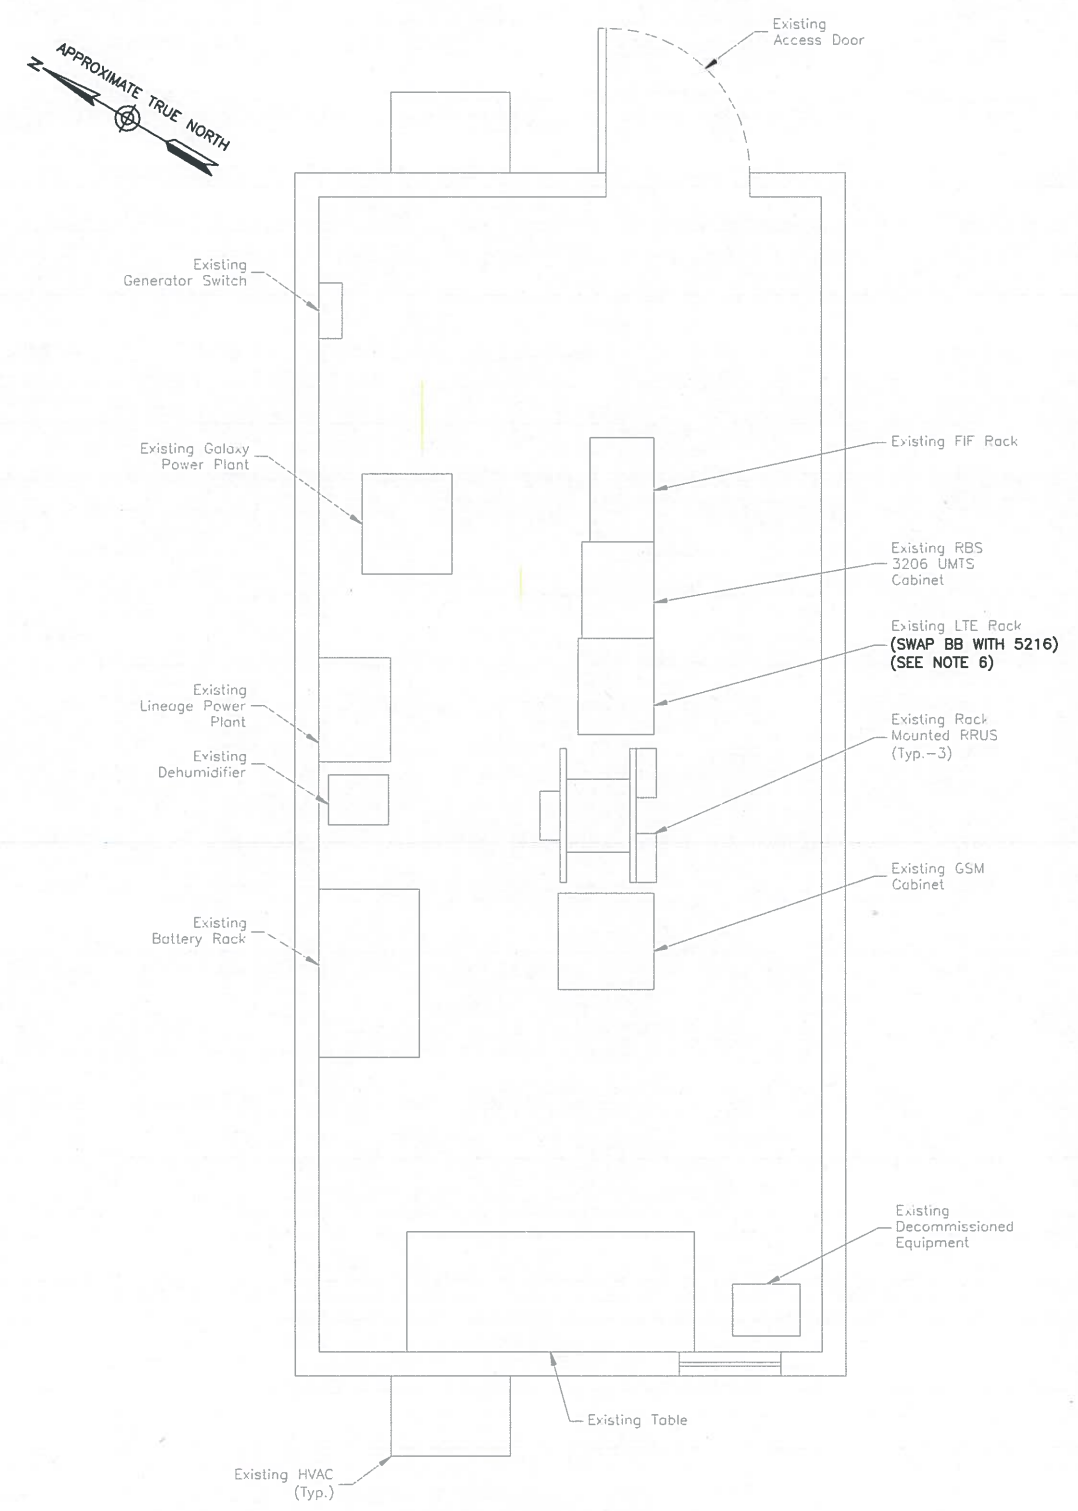 Existing
Access Door
N
APPROXIMATE TRUE NORTH
Existing
Generator Switch
Existing Galaxy
Power Plant
Existing FIF Rack
Existing RBS
3206 UMTS
Cabinet
Existing LTE Rack
(SWAP BB WITH 5216)
(SEE NOTE 6)
Existing
Lineage Power
Plant
Existing Rack
Mounted RRUS
(Typ.-3)
Existing
Dehumidifier
Existing GSM
Cabinet
Existing
Battery Rack
Existing
Decommissioned
Equipment
Existing Table
Existing HVAC
(Typ.)